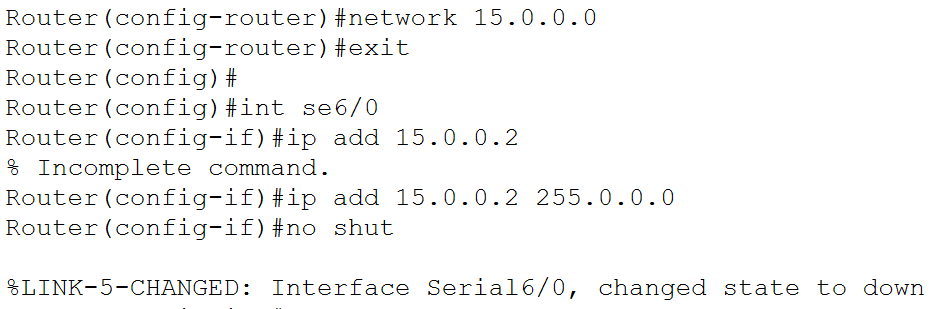 Router(config-router)#network 15.0.0.0
Router(config-router)#exit
Router(config)#
Router(config)#int se6/0
Router(config-if)#ip add 15.0.0.2
% Incomplete command.
Router(config-if)#ip add 15.0.0.2 255.0.0.0
Router(config-if)#no shut
%LINK-5-CHANGED: Interface Serial6/0, changed state to down